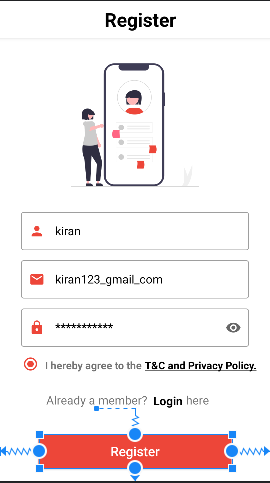 Register
kiran
kiran123_gmail_com
***********
I hereby agree to the T&C and Privacy Policy.
Already a member? Login here
Register